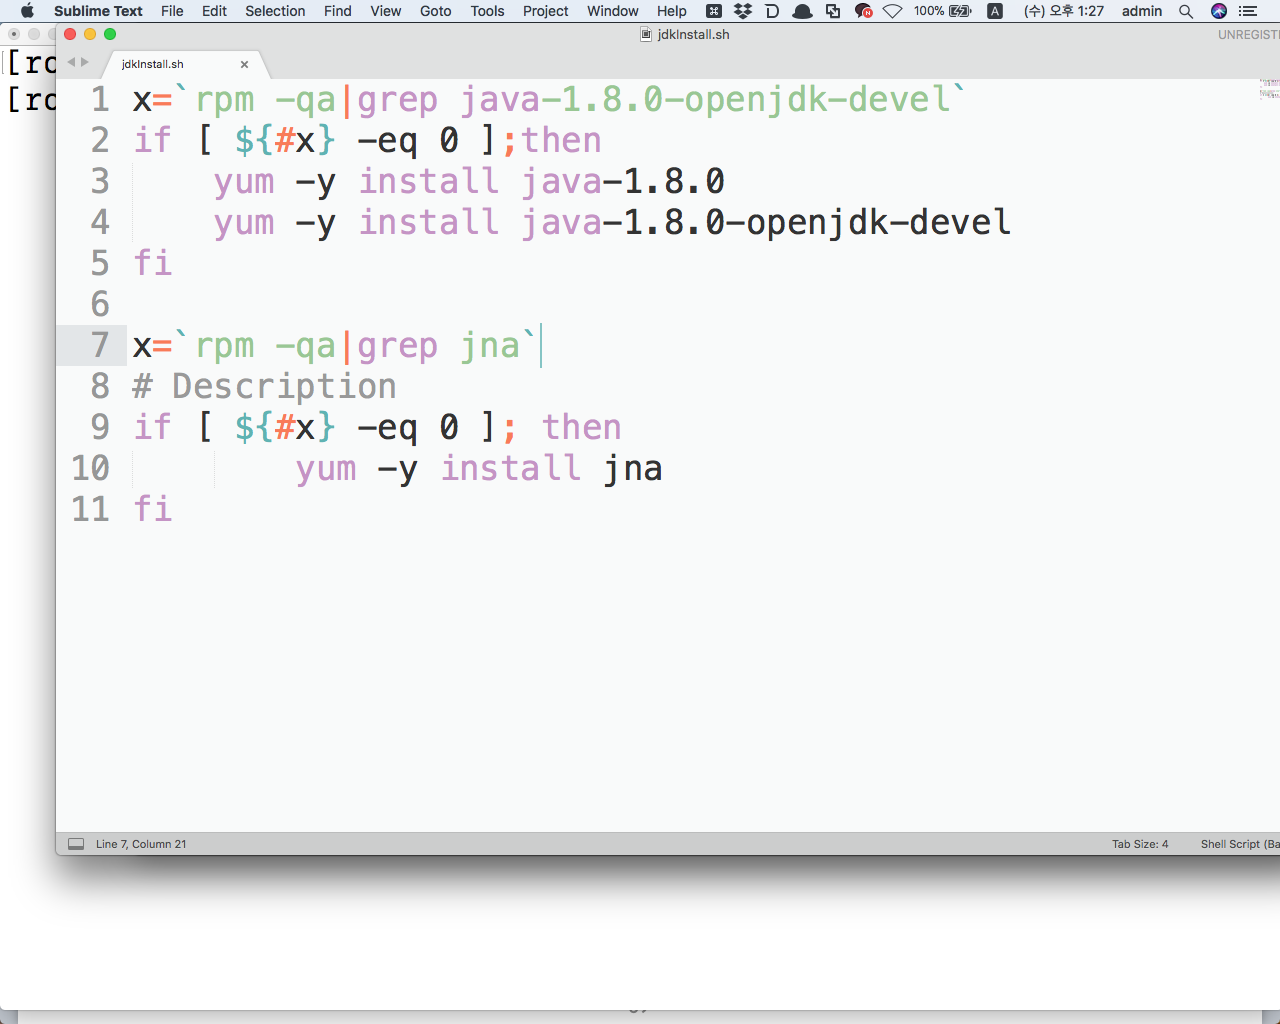 Sublime Text File Edit Selection Find View Goto Tools Project Window Help 100% A (수) 오후 1:27 admin
jdkInstall.sh
UNREGIST
[ro
[ro
jdkInstall.sh ×
1 x=`rpm -qa|grep java-1.8.0-openjdk-devel`
2 if [ ${#x} -eq 0 ];then
3 yum -y install java-1.8.0
4 yum -y install java-1.8.0-openjdk-devel
5 fi
6
7 x=`rpm -qa|grep jna`
8 # Description
9 if [ ${#x} -eq 0 ]; then
10 yum -y install jna
11 fi
Line 7, Column 21 Tab Size: 4 Shell Script (Ba